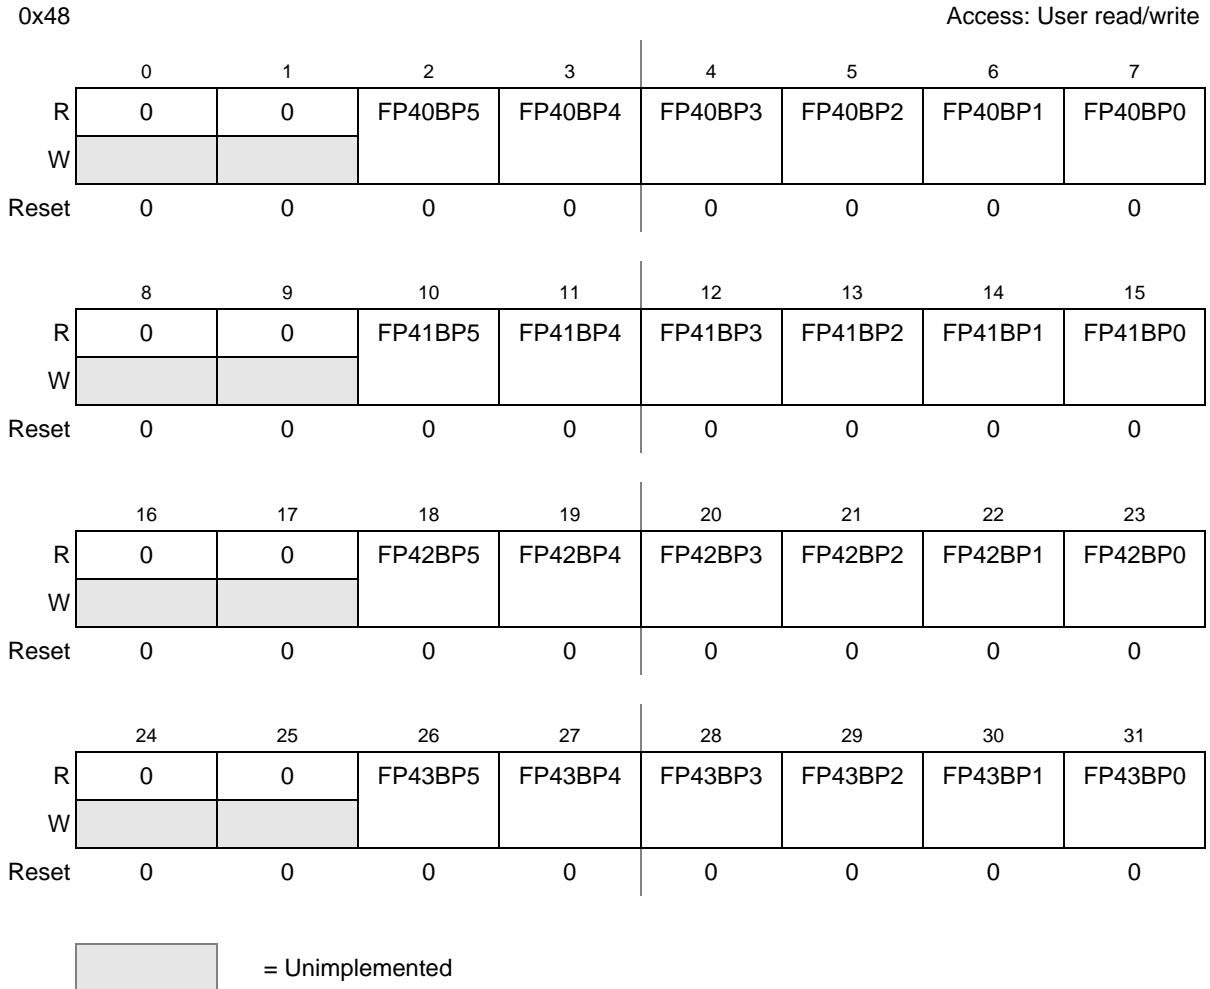 0x48 Access: User read/write
0 1 2 3 4 5 6 7
R 0 0 FP40BP5 FP40BP4 FP40BP3 FP40BP2 FP40BP1 FP40BP0
W
Reset 0 0 0 0 0 0 0 0
8 9 10 11 12 13 14 15
R 0 0 FP41BP5 FP41BP4 FP41BP3 FP41BP2 FP41BP1 FP41BP0
W
Reset 0 0 0 0 0 0 0 0
16 17 18 19 20 21 22 23
R 0 0 FP42BP5 FP42BP4 FP42BP3 FP42BP2 FP42BP1 FP42BP0
W
Reset 0 0 0 0 0 0 0 0
24 25 26 27 28 29 30 31
R 0 0 FP43BP5 FP43BP4 FP43BP3 FP43BP2 FP43BP1 FP43BP0
W
Reset 0 0 0 0 0 0 0 0
= Unimplemented